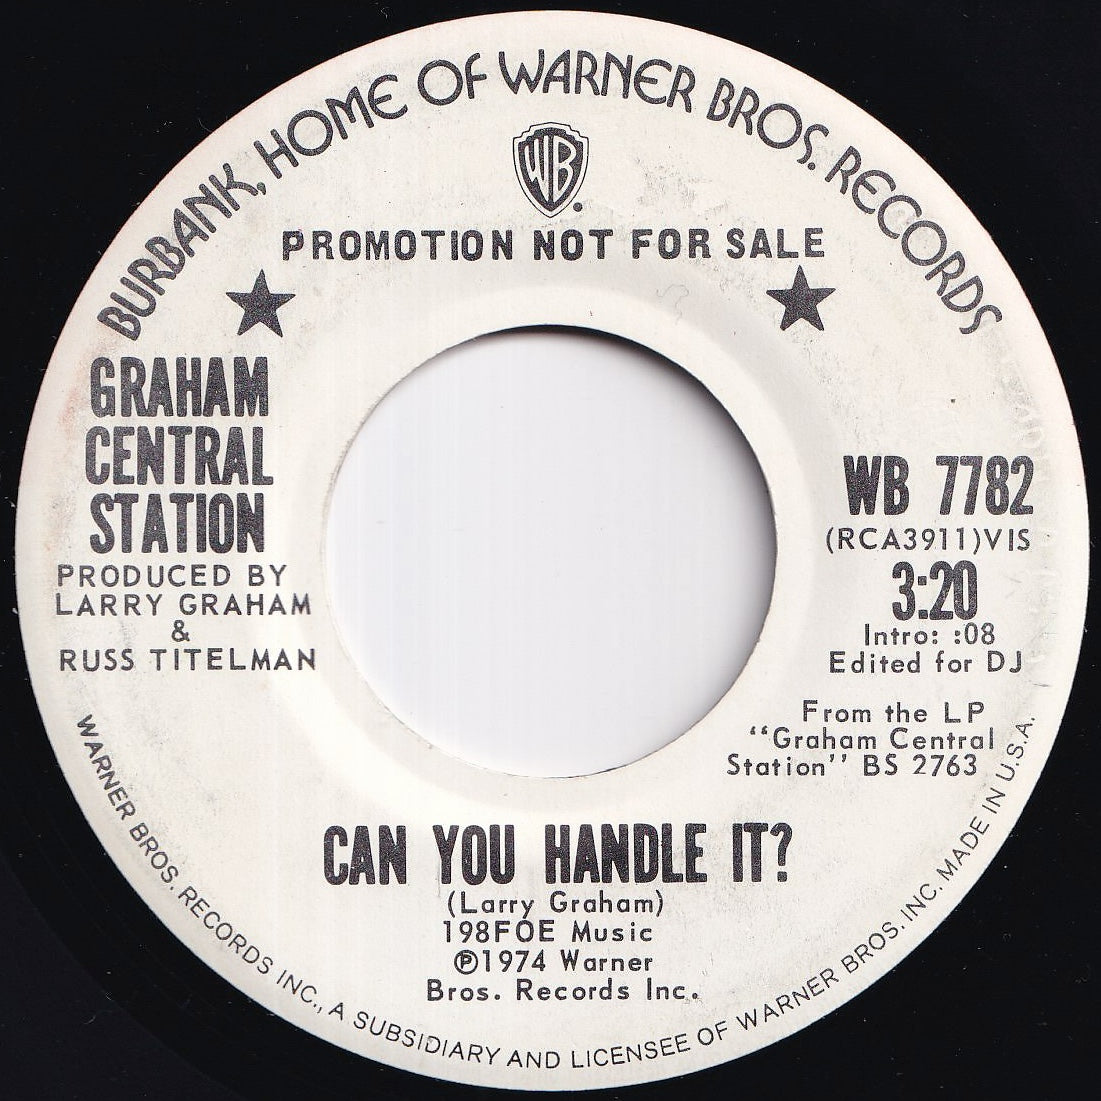 BURBANK, HOME OF WARNER BROS. RECORDS
WB
PROMOTION NOT FOR SALE
GRAHAM
CENTRAL
STATION
PRODUCED BY
LARRY GRAHAM
&
RUSS TITELMAN
WB 7782
(RCA3911)VIS
3:20
Intro: :08
Edited for DJ
From the LP
"Graham Central
Station" BS 2763
CAN YOU HANDLE IT?
(Larry Graham)
198FOE Music
℗1974 Warner
Bros. Records Inc.
WARNER BROS. RECORDS INC., A SUBSIDIARY AND LICENSEE OF WARNER BROS. INC. MADE IN U.S.A.